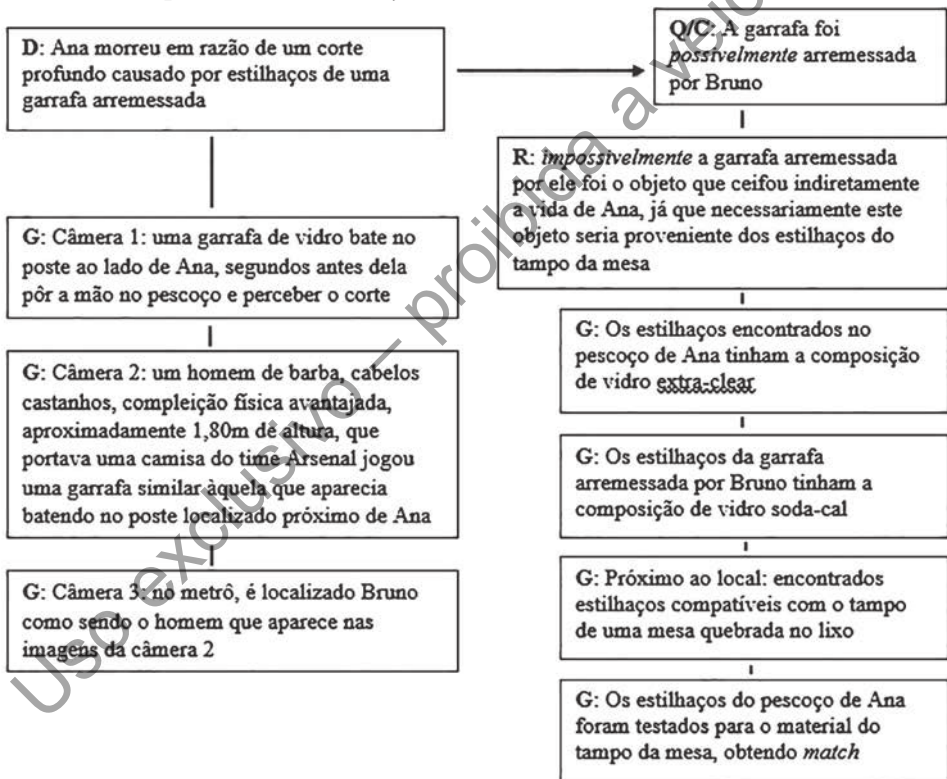 D: Ana morreu em razão de um corte
profundo causado por estilhaços de uma
garrafa arremessada
Q/C: A garrafa foi
possivelmente arremessada
por Bruno
R: impossivelmente a garrafa arremessada
por ele foi o objeto que ceifou indiretamente
a vida de Ana, já que necessariamente este
objeto seria proveniente dos estilhaços do
tampo da mesa
G: Câmera 1: uma garrafa de vidro bate no
poste ao lado de Ana, segundos antes dela
pôr a mão no pescoço e perceber o corte
G: Os estilhaços encontrados no
pescoço de Ana tinham a composição
de vidro extra-clear
G: Câmera 2: um homem de barba, cabelos
castanhos, compleição física avantajada,
aproximadamente 1,80m de altura, que
portava uma camisa do time Arsenal jogou
uma garrafa similar àquela que aparecia
batendo no poste localizado próximo de Ana
G: Os estilhaços da garrafa
arremessada por Bruno tinham a
composição de vidro soda-cal
G: Câmera 3: no metrô, é localizado Bruno
como sendo o homem que aparece nas
imagens da câmera 2
G: Próximo ao local: encontrados
estilhaços compatíveis com o tampo
de uma mesa quebrada no lixo
G: Os estilhaços do pescoço de Ana
foram testados para o material do
tampo da mesa, obtendo match
Uso exclusivo – proibida a